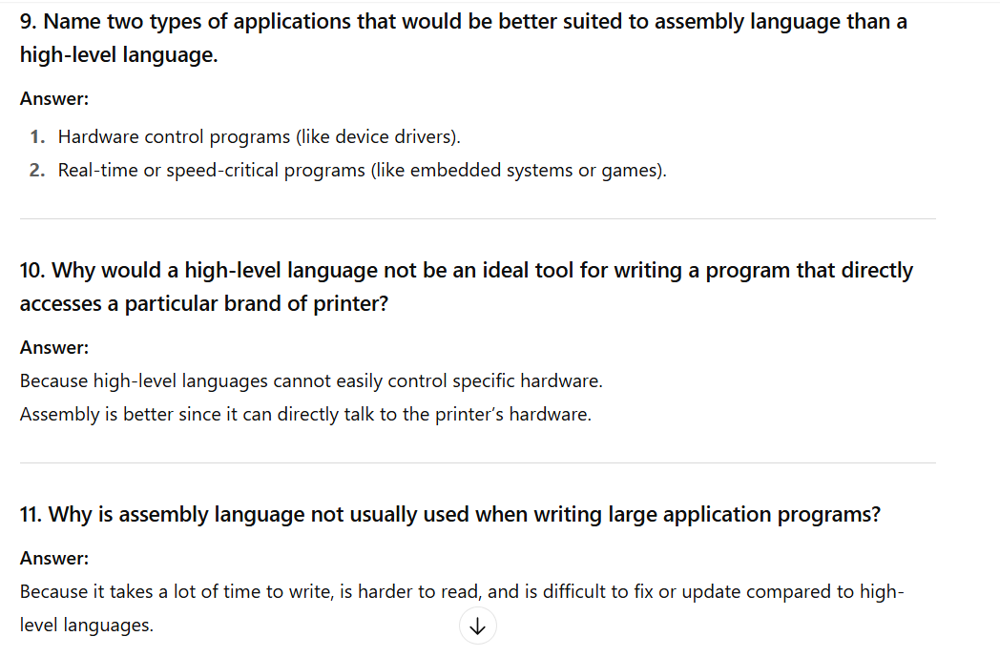 9. Name two types of applications that would be better suited to assembly language than a
high-level language.
Answer:
1. Hardware control programs (like device drivers).
2. Real-time or speed-critical programs (like embedded systems or games).
10. Why would a high-level language not be an ideal tool for writing a program that directly
accesses a particular brand of printer?
Answer:
Because high-level languages cannot easily control specific hardware.
Assembly is better since it can directly talk to the printer’s hardware.
11. Why is assembly language not usually used when writing large application programs?
Answer:
Because it takes a lot of time to write, is harder to read, and is difficult to fix or update compared to high-
level languages.